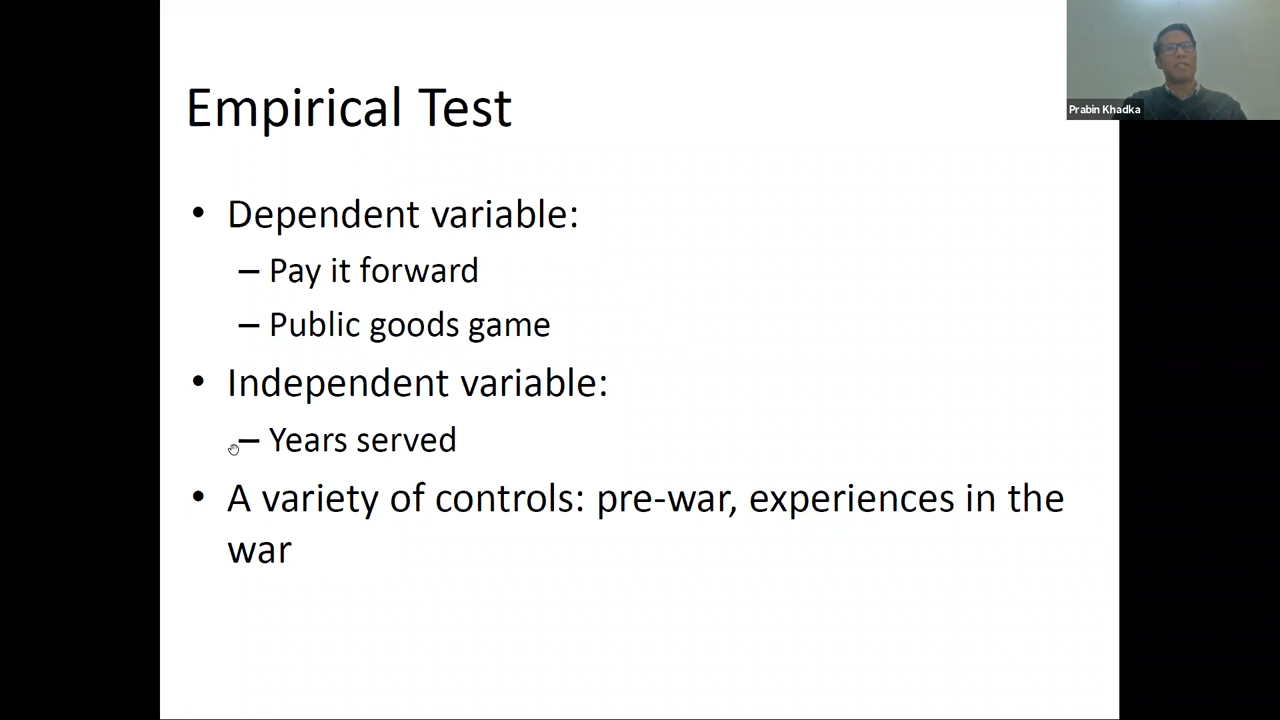 Empirical Test
• Dependent variable:
– Pay it forward
– Public goods game
• Independent variable:
– Years served
• A variety of controls: pre-war, experiences in the
war
Prabin Khadka